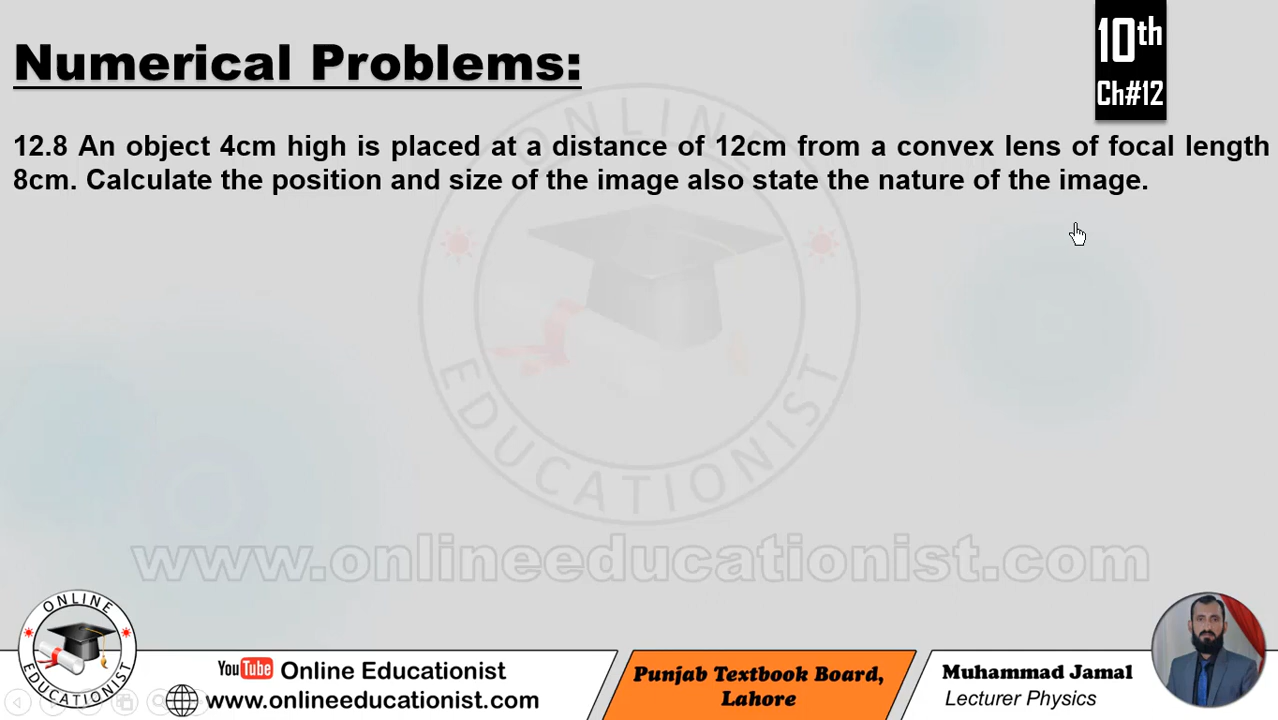 Numerical Problems:
10th
Ch#12
12.8 An object 4cm high is placed at a distance of 12cm from a convex lens of focal length
8cm. Calculate the position and size of the image also state the nature of the image.
ONLINE
EDUCATIONIST
www.onlineeducationist.com
ONLINE
EDUCATIONIST
YouTube Online Educationist
www.onlineeducationist.com
Punjab Textbook Board,
Lahore
Muhammad Jamal
Lecturer Physics